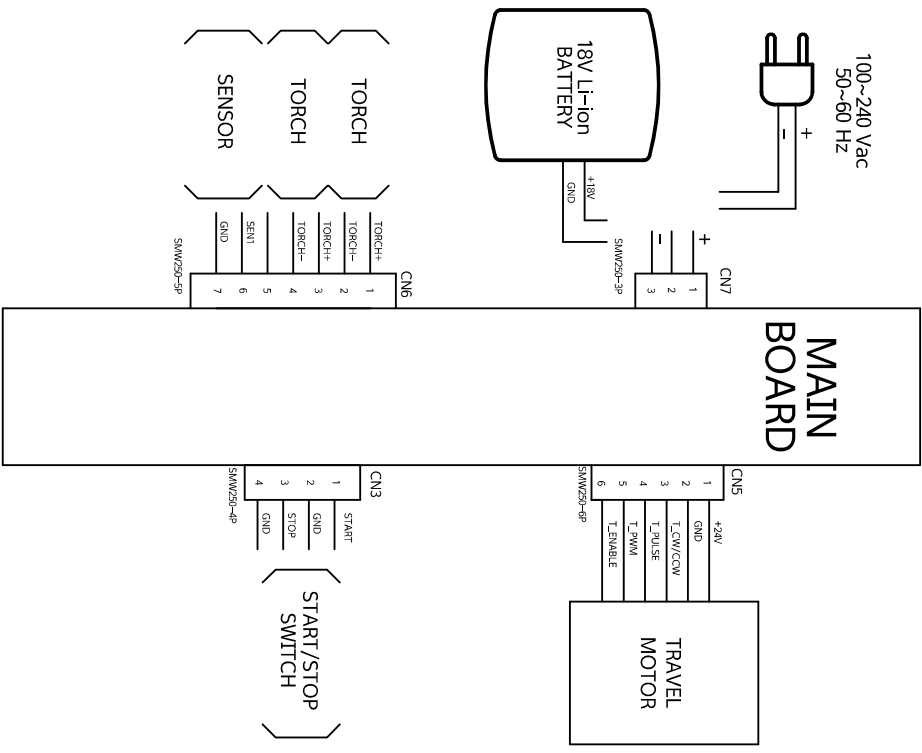 100~240 Vac
50~60 Hz
+
-
CN7
+
-
1
2
3
SMW250-3P
18V Li-ion
BATTERY
+18V
GND
MAIN
BOARD
CN5
1
2
3
4
5
6
SMW250-6P
+24V
GND
T_CW/CCW
T_PULSE
T_PWM
T_ENABLE
TRAVEL
MOTOR
CN6
TORCH
TORCH
SENSOR
TORCH+
TORCH-
TORCH+
TORCH-
SEN1
GND
1
2
3
4
5
6
7
SMW250-5P
CN3
1
2
3
4
SMW250-4P
START
GND
STOP
GND
START/STOP
SWITCH